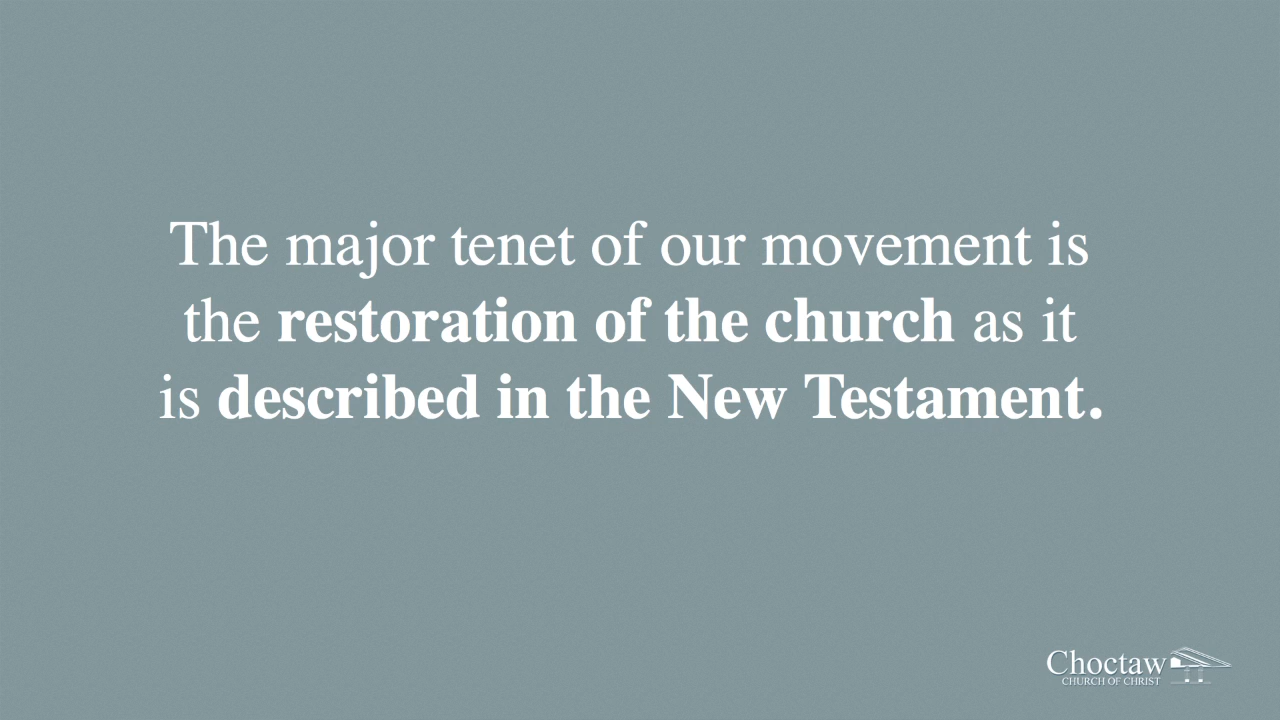 The major tenet of our movement is
the restoration of the church as it
is described in the New Testament.
Choctaw
CHURCH OF CHRIST